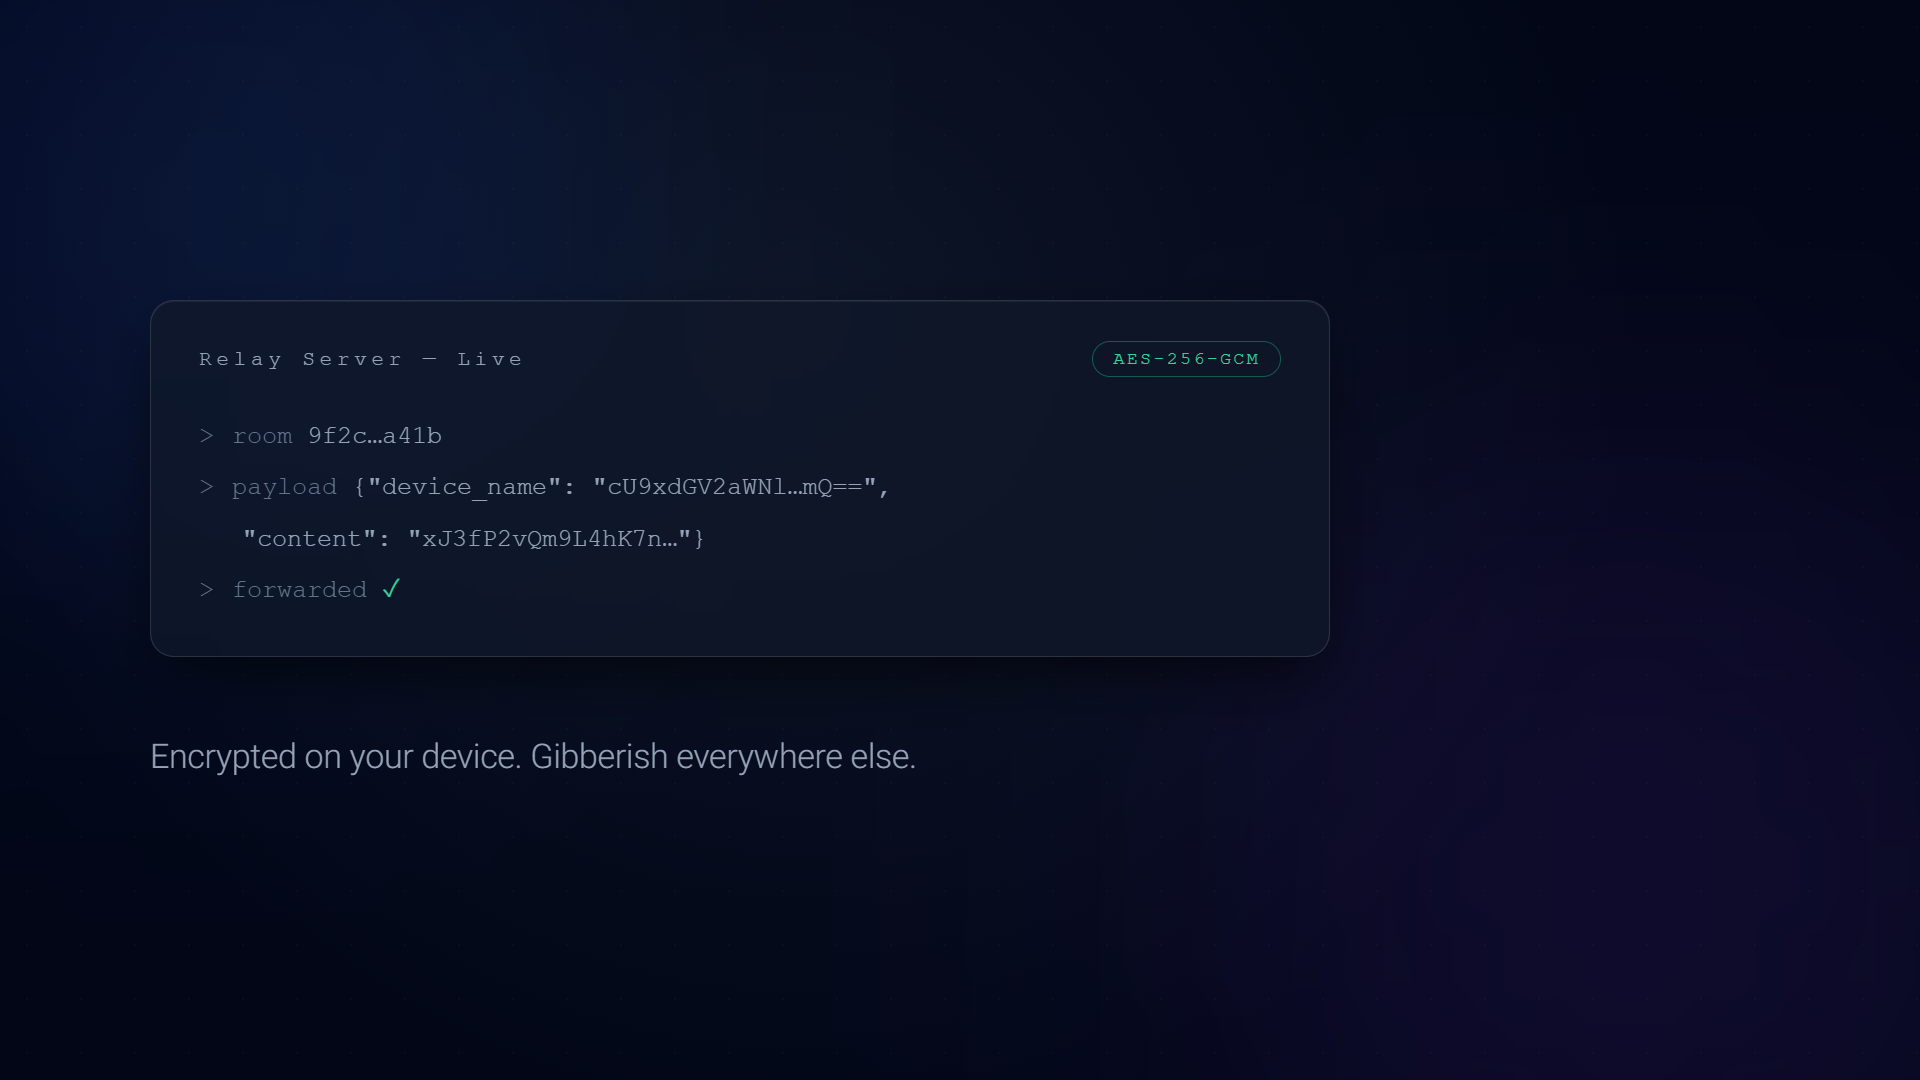 Relay Server — Live
AES-256-GCM
> room 9f2c…a41b
> payload {"device_name": "cU9xdGV2aWNl…mQ==",
"content": "xJ3fP2vQm9L4hK7n…"}
> forwarded ✓
Encrypted on your device. Gibberish everywhere else.